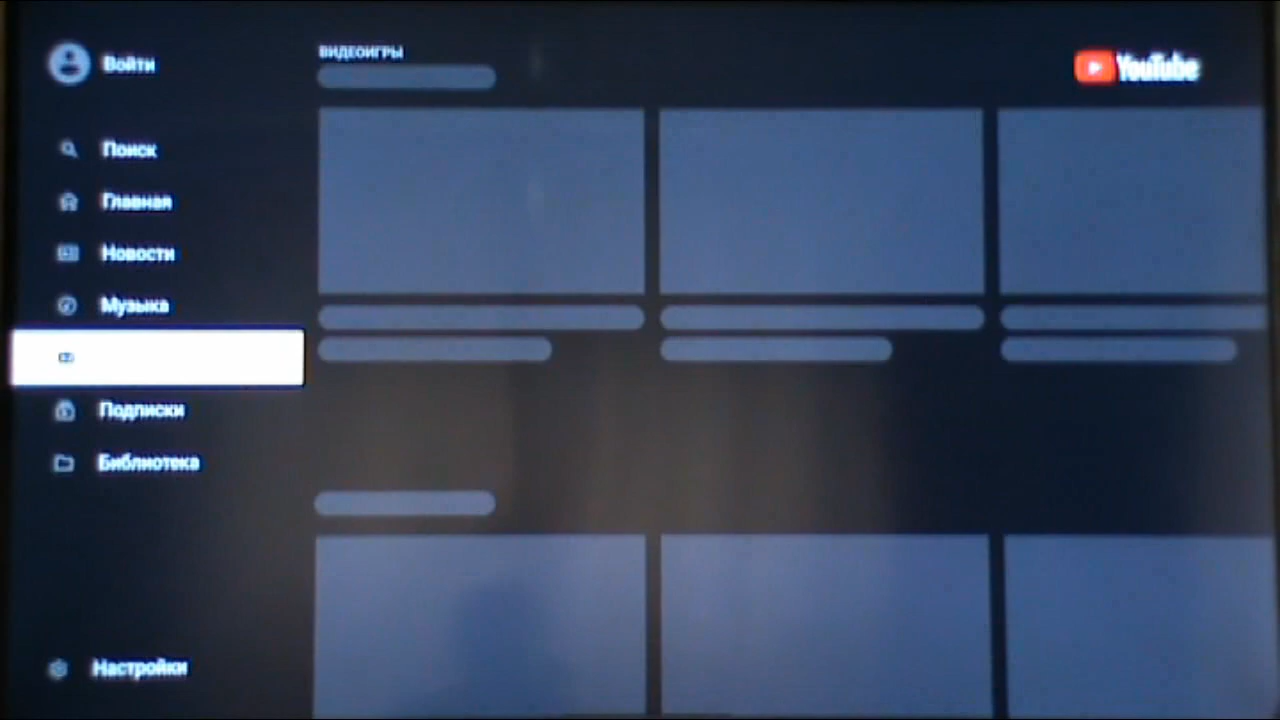 Войти
Поиск
Главная
Новости
Музыка
Подписки
Библиотека
Настройки
ВИДЕОИГРЫ
YouTube